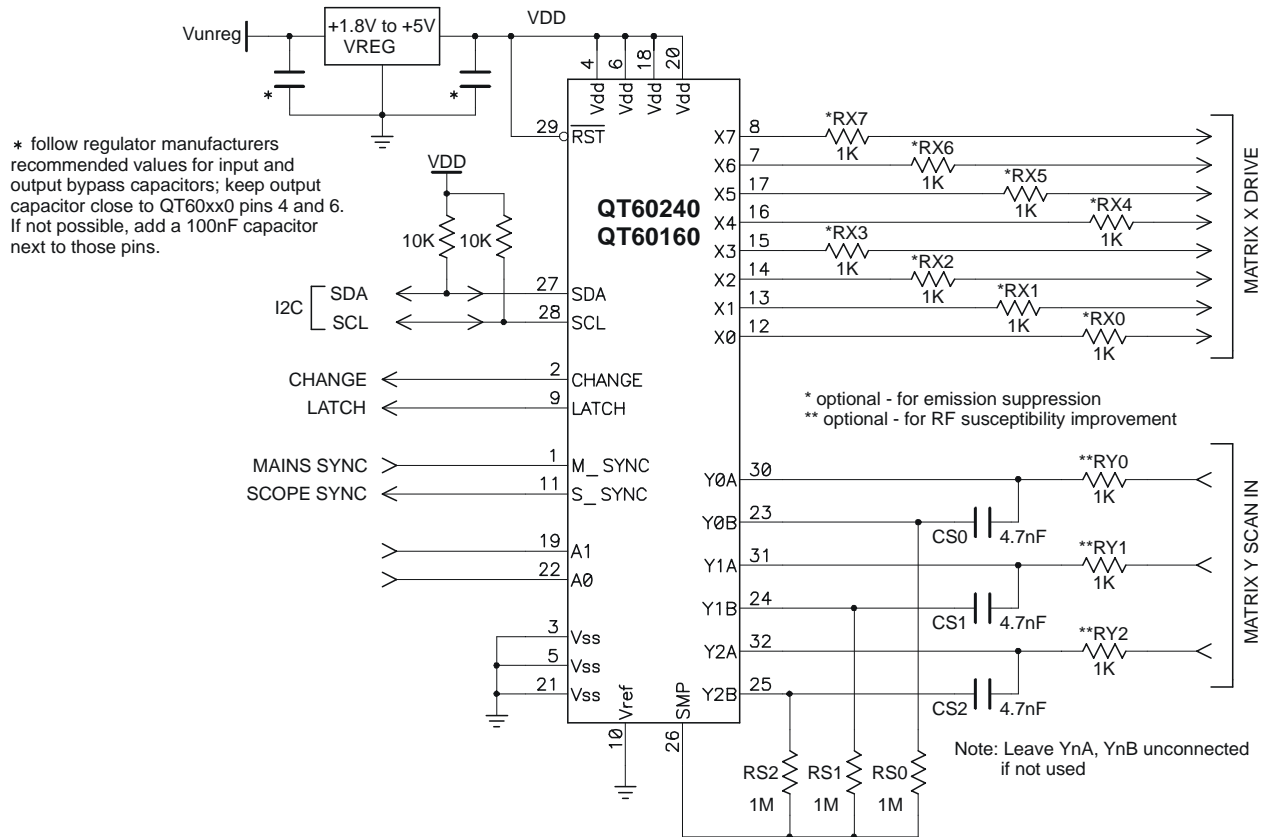 Vunreg
+1.8V to +5V
VREG
VDD
*
*
4
6
18
20
Vdd
Vdd
Vdd
Vdd
* follow regulator manufacturers
recommended values for input and
output bypass capacitors; keep output
capacitor close to QT60xx0 pins 4 and 6.
If not possible, add a 100nF capacitor
next to those pins.
29
RST
VDD
10K
10K
QT60240
QT60160
I2C
SDA
27
SDA
SCL
28
SCL
CHANGE
2
CHANGE
LATCH
9
LATCH
MAINS SYNC
1
M_ SYNC
SCOPE SYNC
11
S_ SYNC
19
A1
22
A0
3
Vss
5
Vss
21
Vss
Vref
10
SMP
26
X7
8
*RX7
1K
X6
7
*RX6
1K
X5
17
*RX5
1K
X4
16
*RX4
1K
X3
15
*RX3
1K
X2
14
*RX2
1K
X1
13
*RX1
1K
X0
12
*RX0
1K
MATRIX X DRIVE
* optional - for emission suppression
** optional - for RF susceptibility improvement
Y0A
30
**RY0
1K
Y0B
23
CS0
4.7nF
Y1A
31
**RY1
1K
Y1B
24
CS1
4.7nF
Y2A
32
**RY2
1K
Y2B
25
CS2
4.7nF
MATRIX Y SCAN IN
RS2
1M
RS1
1M
RS0
1M
Note: Leave YnA, YnB unconnected
if not used